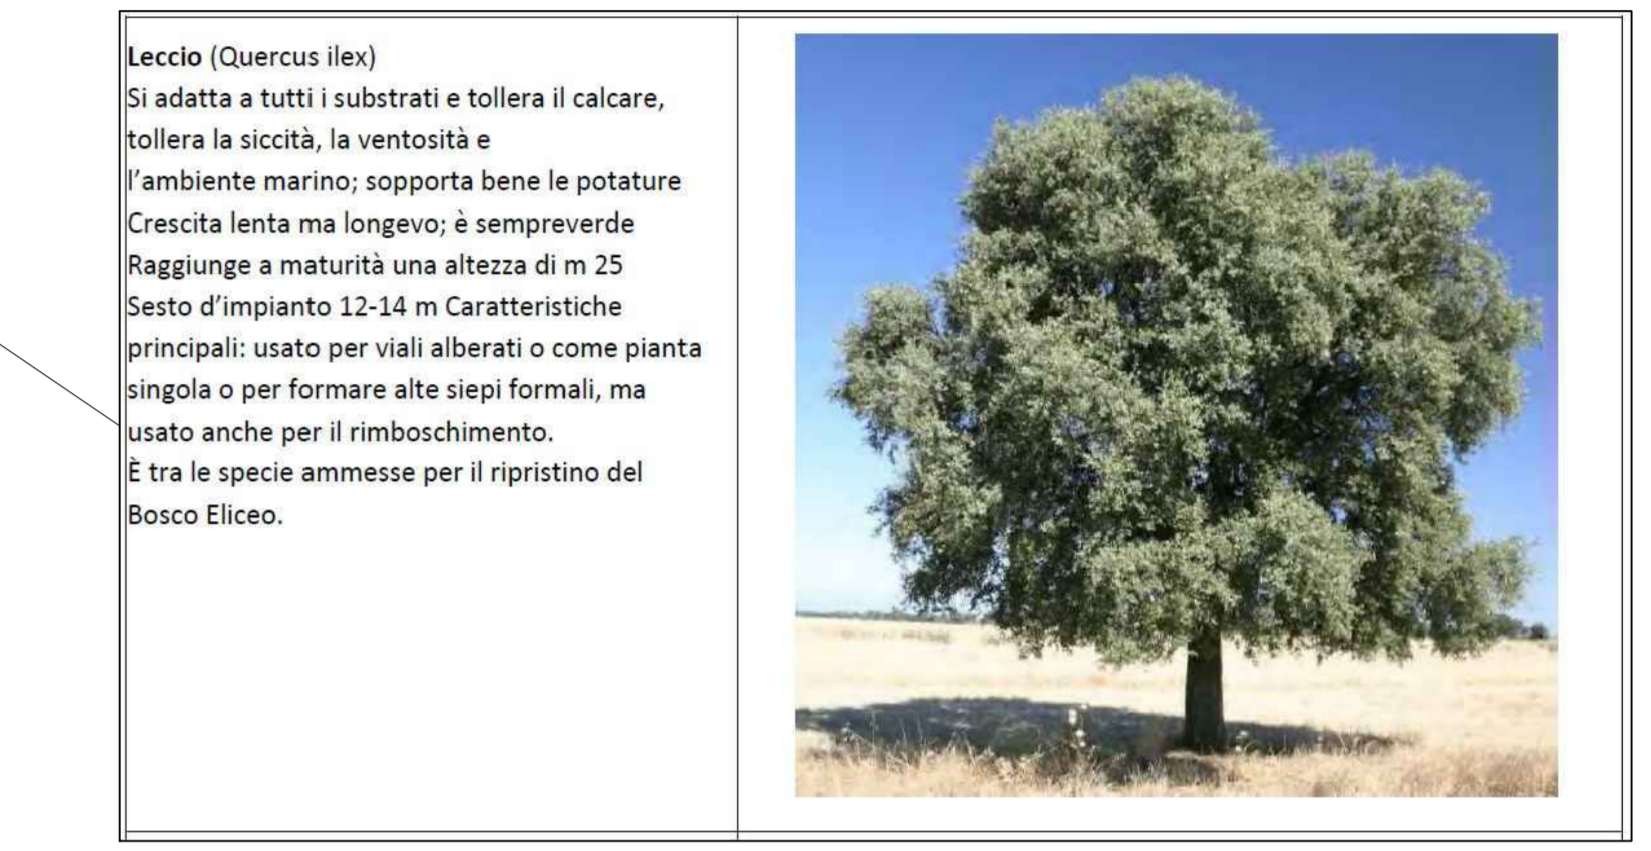 Leccio (Quercus ilex)
Si adatta a tutti i substrati e tollera il calcare,
tollera la siccità, la ventosità e
l’ambiente marino; sopporta bene le potature
Crescita lenta ma longevo; è sempreverde
Raggiunge a maturità una altezza di m 25
Sesto d’impianto 12-14 m Caratteristiche
principali: usato per viali alberati o come pianta
singola o per formare alte siepi formali, ma
usato anche per il rimboschimento.
È tra le specie ammesse per il ripristino del
Bosco Eliceo.